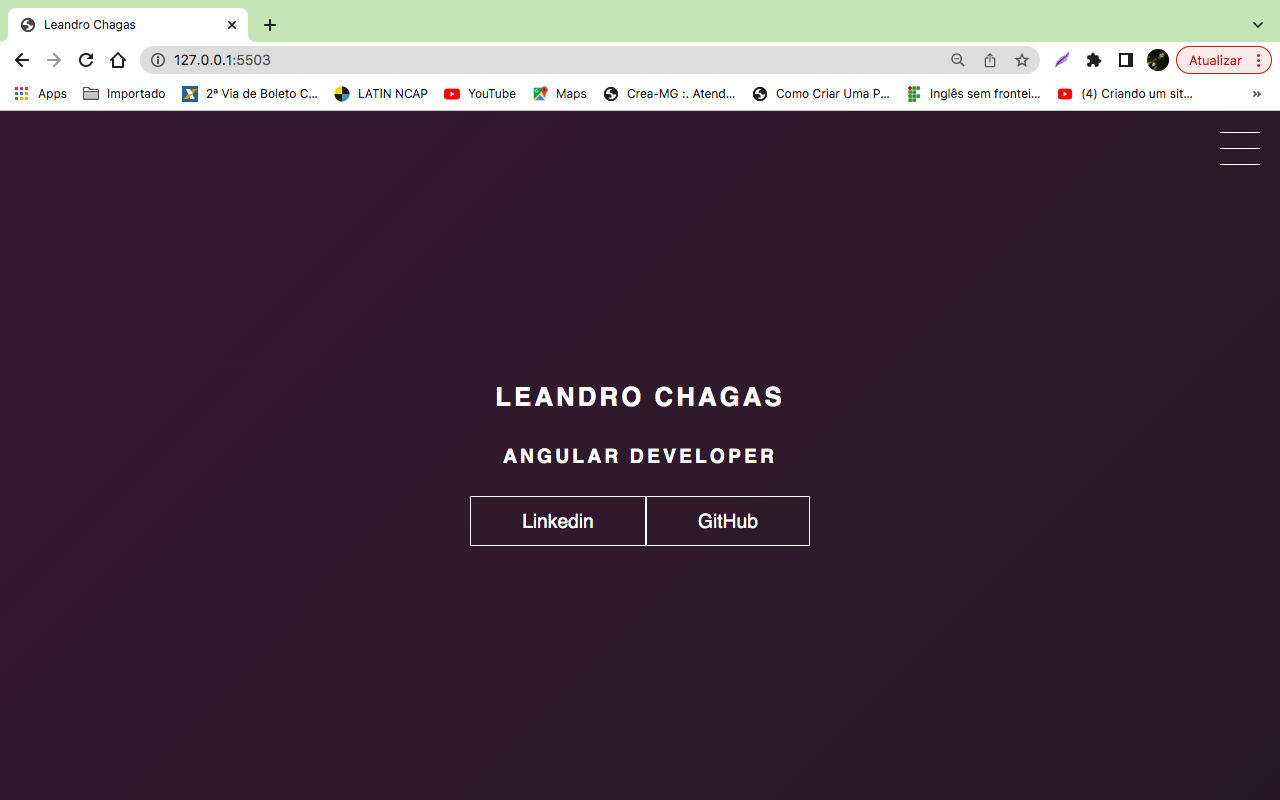 Leandro Chagas
127.0.0.1:5503
Atualizar
Apps Importado 2ª Via de Boleto C... LATIN NCAP YouTube Maps Crea-MG :. Atend... Como Criar Uma P... Inglês sem frontei... (4) Criando um sit... »
LEANDRO CHAGAS
ANGULAR DEVELOPER
Linkedin GitHub